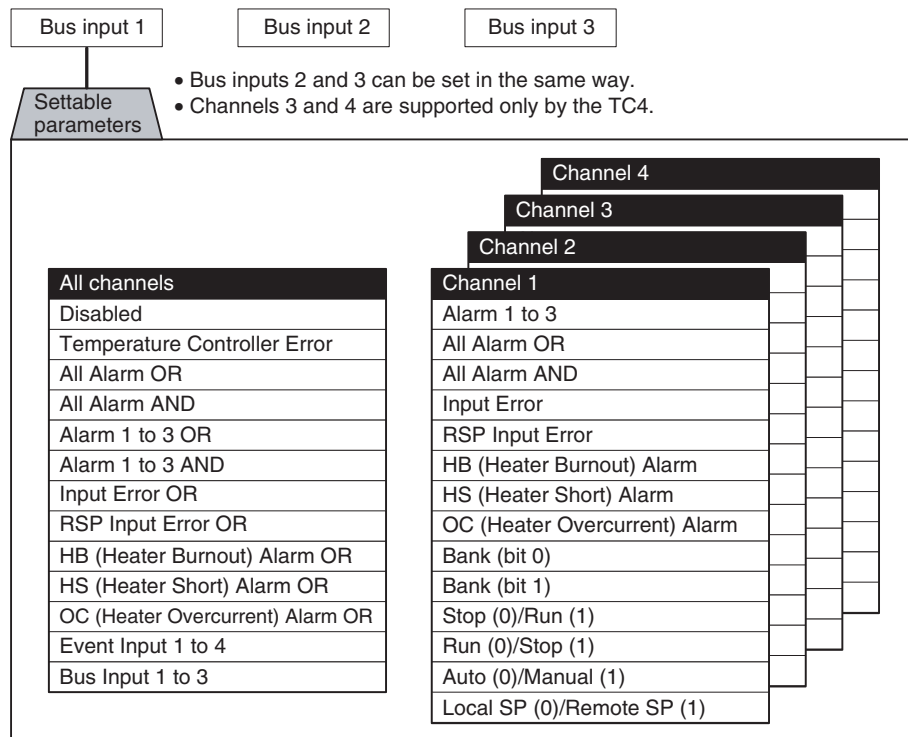 Bus input 1
Bus input 2
Bus input 3
• Bus inputs 2 and 3 can be set in the same way.
• Channels 3 and 4 are supported only by the TC4.
Settable
parameters
Channel 4
Channel 3
Channel 2
All channels
Disabled
Temperature Controller Error
All Alarm OR
All Alarm AND
Alarm 1 to 3 OR
Alarm 1 to 3 AND
Input Error OR
RSP Input Error OR
HB (Heater Burnout) Alarm OR
HS (Heater Short) Alarm OR
OC (Heater Overcurrent) Alarm OR
Event Input 1 to 4
Bus Input 1 to 3
Channel 1
Alarm 1 to 3
All Alarm OR
All Alarm AND
Input Error
RSP Input Error
HB (Heater Burnout) Alarm
HS (Heater Short) Alarm
OC (Heater Overcurrent) Alarm
Bank (bit 0)
Bank (bit 1)
Stop (0)/Run (1)
Run (0)/Stop (1)
Auto (0)/Manual (1)
Local SP (0)/Remote SP (1)